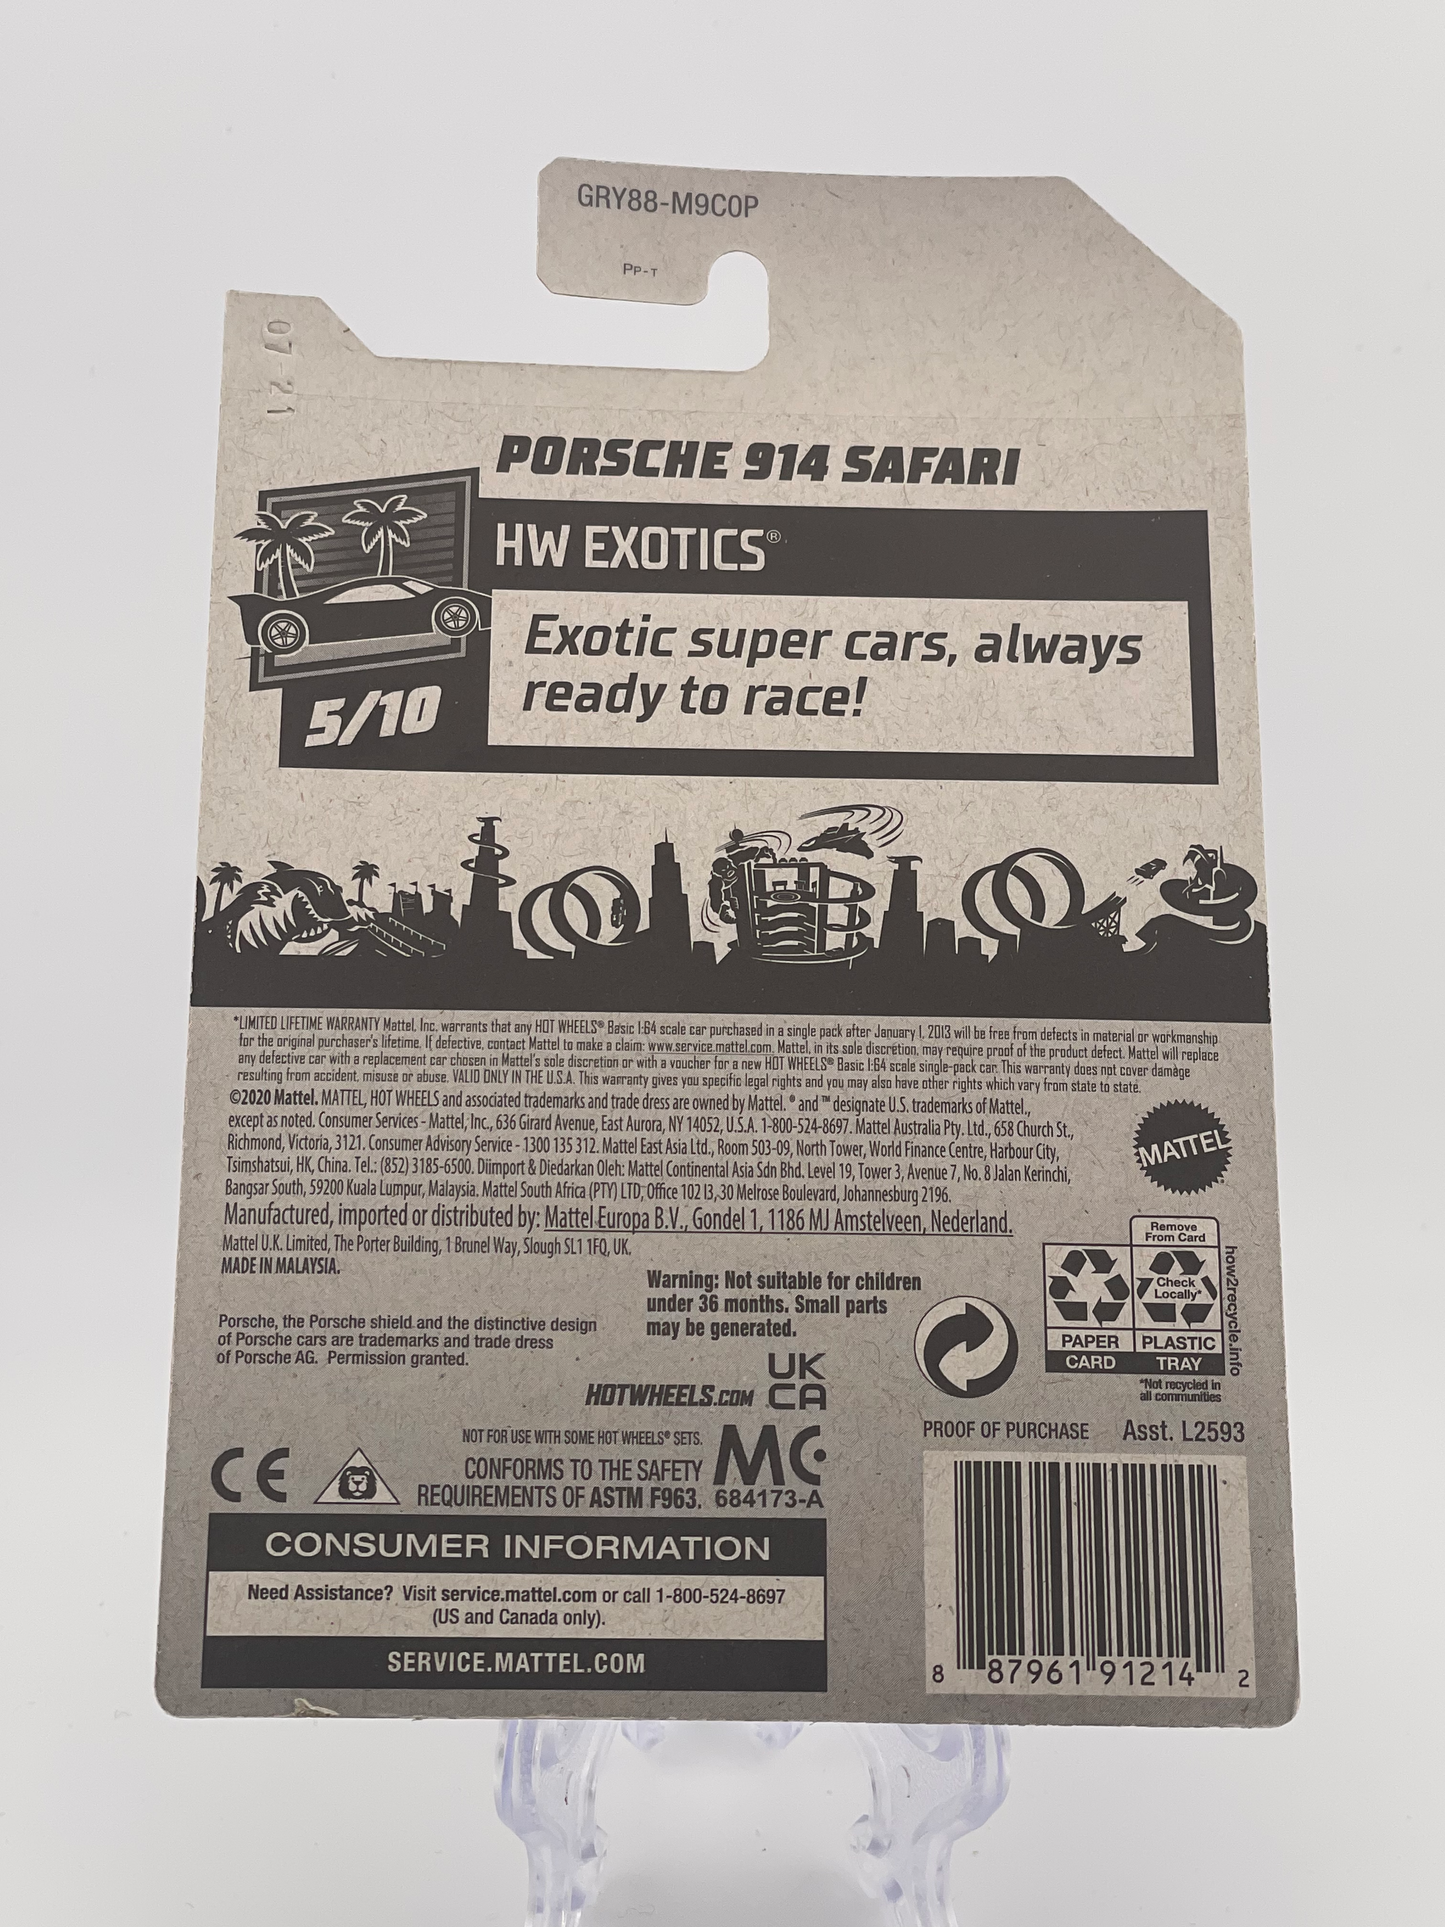 GRY88-M9C0P
PP-T
07 21
PORSCHE 914 SAFARI
HW EXOTICS®
Exotic super cars, always
ready to race!
5/10
*LIMITED LIFETIME WARRANTY Mattel, Inc. warrants that any HOT WHEELS® Basic 1:64 scale car purchased in a single pack after January 1, 2013 will be free from defects in material or workmanship
for the original purchaser's lifetime. If defective, contact Mattel to make a claim: www.service.mattel.com. Mattel, in its sole discretion, may require proof of the product defect. Mattel will replace
any defective car with a replacement car chosen in Mattel's sole discretion or with a voucher for a new HOT WHEELS® Basic 1:64 scale single-pack car. This warranty does not cover damage
resulting from accident, misuse or abuse. VALID ONLY IN THE U.S.A. This warranty gives you specific legal rights and you may also have other rights which vary from state to state.
©2020 Mattel. MATTEL, HOT WHEELS and associated trademarks and trade dress are owned by Mattel. ® and ™ designate U.S. trademarks of Mattel.,
except as noted. Consumer Services - Mattel, Inc., 636 Girard Avenue, East Aurora, NY 14052, U.S.A. 1-800-524-8697. Mattel Australia Pty. Ltd., 658 Church St.,
Richmond, Victoria, 3121. Consumer Advisory Service - 1300 135 312. Mattel East Asia Ltd., Room 503-09, North Tower, World Finance Centre, Harbour City,
Tsimshatsui, HK, China. Tel.: (852) 3185-6500. Diimport & Diedarkan Oleh: Mattel Continental Asia Sdn Bhd. Level 19, Tower 3, Avenue 7, No. 8 Jalan Kerinchi,
Bangsar South, 59200 Kuala Lumpur, Malaysia. Mattel South Africa (PTY) LTD, Office 102 I3, 30 Melrose Boulevard, Johannesburg 2196.
Manufactured, imported or distributed by: Mattel Europa B.V., Gondel 1, 1186 MJ Amstelveen, Nederland.
Mattel U.K. Limited, The Porter Building, 1 Brunel Way, Slough SL1 1FQ, UK.
MADE IN MALAYSIA.
MATTEL
Porsche, the Porsche shield and the distinctive design
of Porsche cars are trademarks and trade dress
of Porsche AG. Permission granted.
Warning: Not suitable for children
under 36 months. Small parts
may be generated.
Remove
From Card
Check
Locally*
PAPER
CARD
PLASTIC
TRAY
*Not recycled in
all communities
how2recycle.info
HOTWHEELS.COM
UK
CA
NOT FOR USE WITH SOME HOT WHEELS® SETS.
CONFORMS TO THE SAFETY
REQUIREMENTS OF ASTM F963.
MC
684173-A
CE
PROOF OF PURCHASE Asst. L2593
CONSUMER INFORMATION
Need Assistance? Visit service.mattel.com or call 1-800-524-8697
(US and Canada only).
SERVICE.MATTEL.COM
8 87961 91214 2